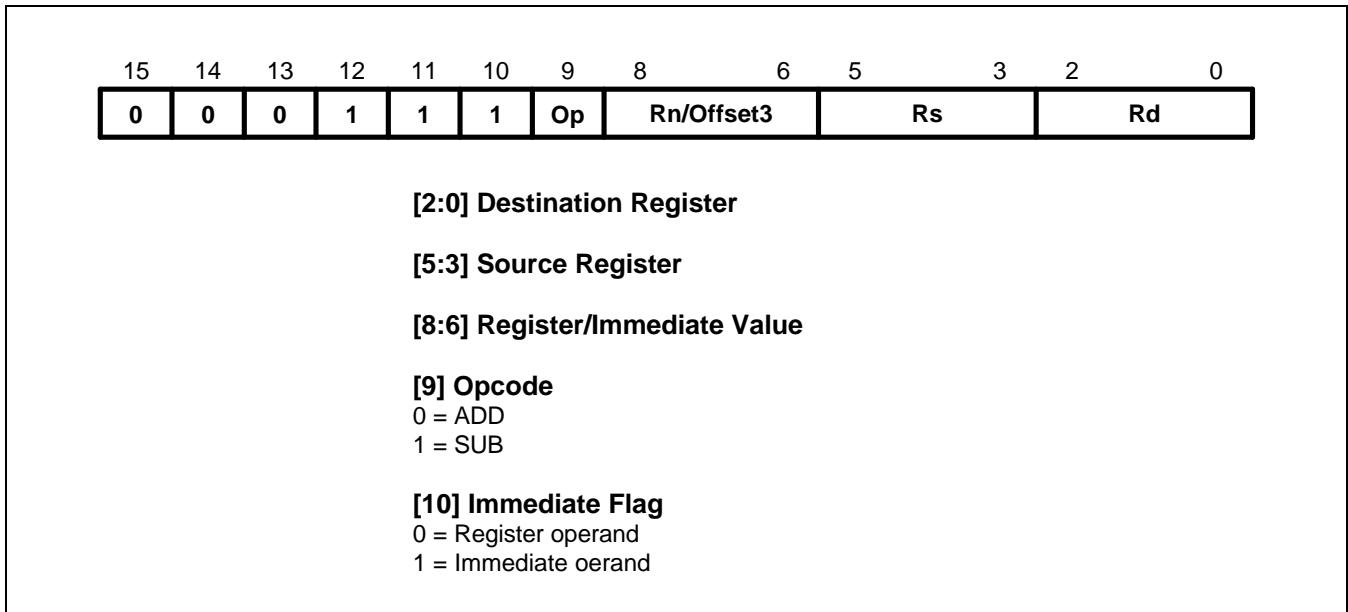 15 14 13 12 11 10 9 8 6 5 3 2 0
0 0 0 1 1 1 Op Rn/Offset3 Rs Rd
[2:0] Destination Register
[5:3] Source Register
[8:6] Register/Immediate Value
[9] Opcode
0 = ADD
1 = SUB
[10] Immediate Flag
0 = Register operand
1 = Immediate oerand